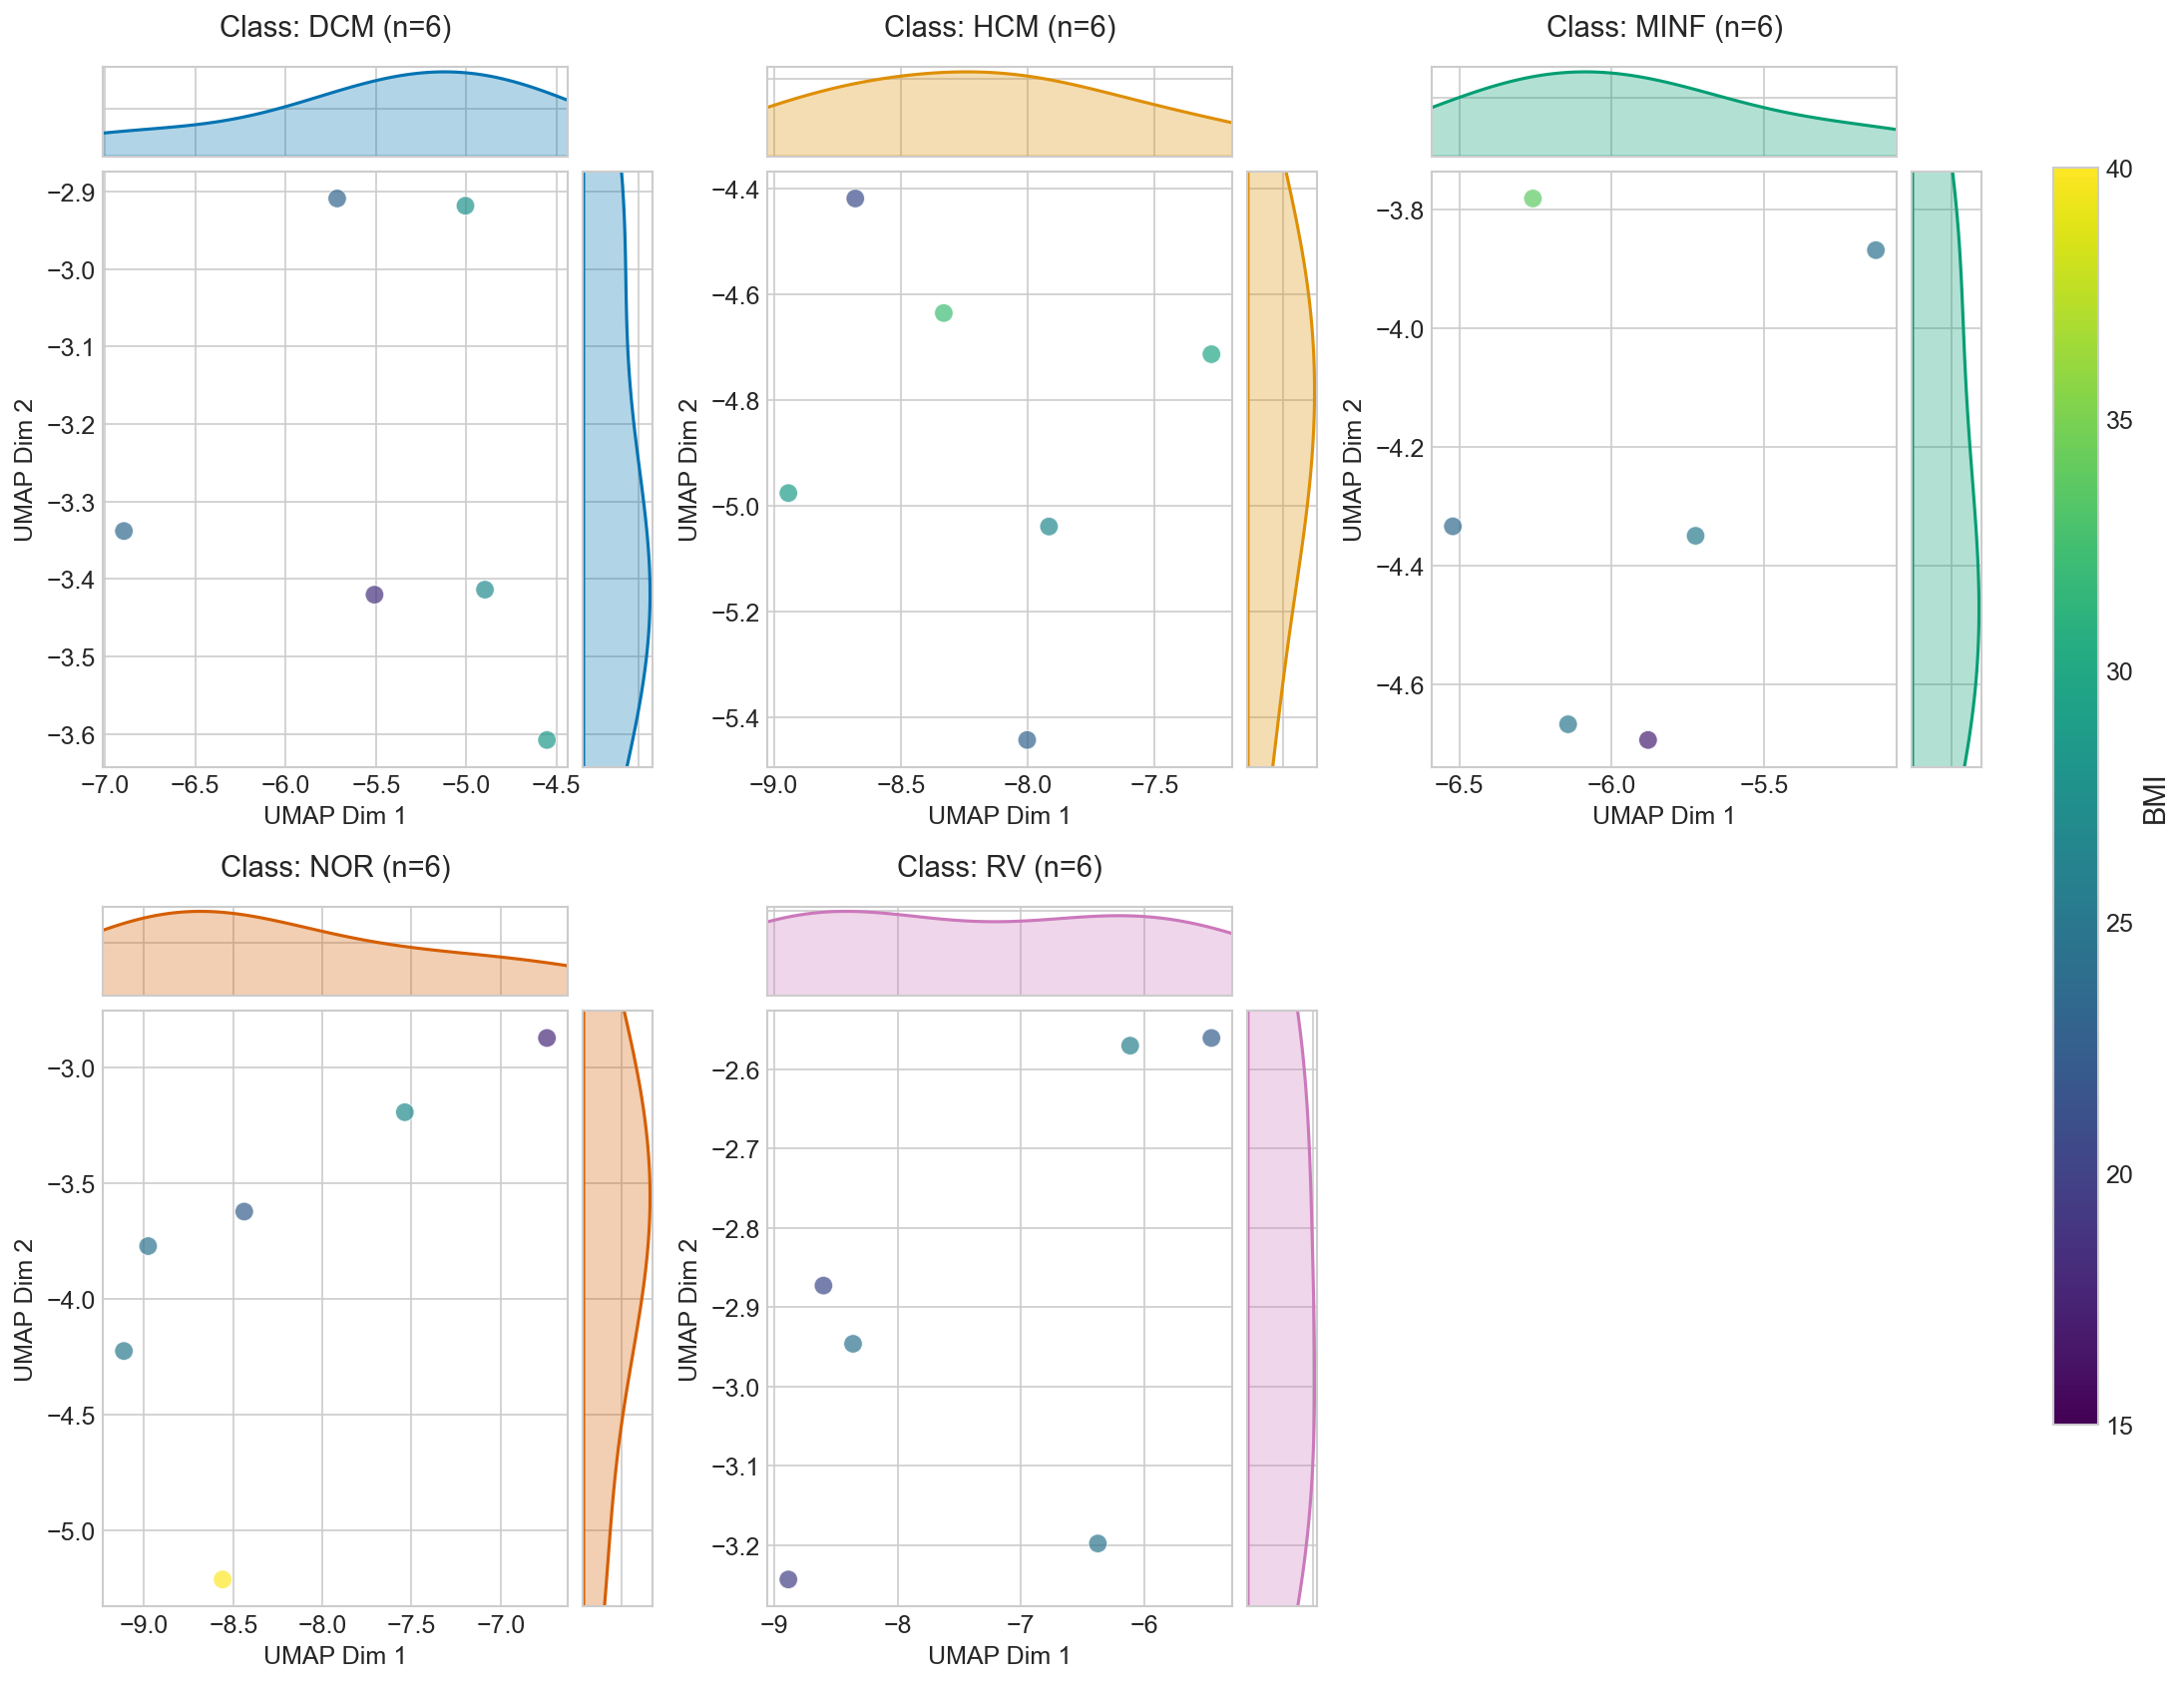 Class: DCM (n=6)
Class: HCM (n=6)
Class: MINF (n=6)
UMAP Dim 2
−2.9
−3.0
−3.1
−3.2
−3.3
−3.4
−3.5
−3.6
−7.0 −6.5 −6.0 −5.5 −5.0 −4.5
UMAP Dim 1
UMAP Dim 2
−4.4
−4.6
−4.8
−5.0
−5.2
−5.4
−9.0 −8.5 −8.0 −7.5
UMAP Dim 1
UMAP Dim 2
−3.8
−4.0
−4.2
−4.4
−4.6
−6.5 −6.0 −5.5
UMAP Dim 1
40
35
30
25
20
15
BMI
Class: NOR (n=6)
Class: RV (n=6)
UMAP Dim 2
−3.0
−3.5
−4.0
−4.5
−5.0
−9.0 −8.5 −8.0 −7.5 −7.0
UMAP Dim 1
UMAP Dim 2
−2.6
−2.7
−2.8
−2.9
−3.0
−3.1
−3.2
−9 −8 −7 −6
UMAP Dim 1